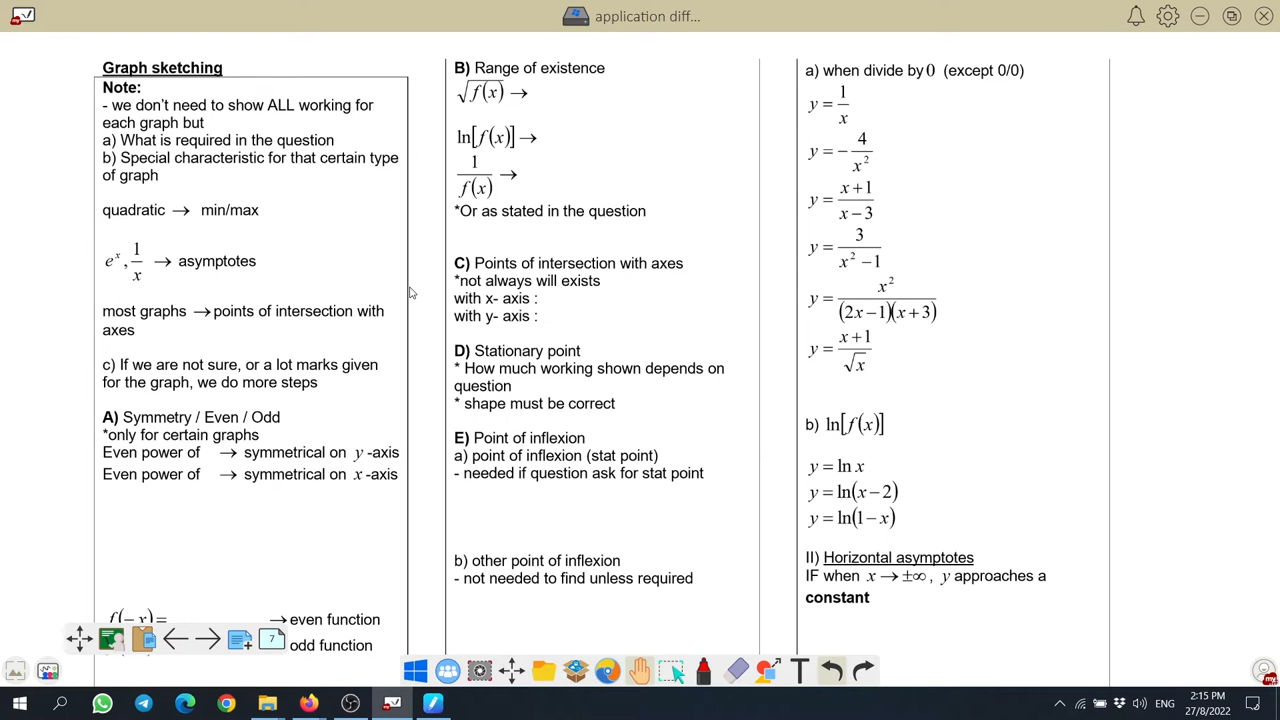 application diff...
Graph sketching
Note:
- we don't need to show ALL working for
each graph but
a) What is required in the question
b) Special characteristic for that certain type
of graph
quadratic → min/max
e^x, 1/x → asymptotes
most graphs → points of intersection with
axes
c) If we are not sure, or a lot marks given
for the graph, we do more steps
A) Symmetry / Even / Odd
*only for certain graphs
Even power of → symmetrical on y -axis
Even power of → symmetrical on x -axis
f(− x) = → even function
odd function
B) Range of existence
√f(x) →
ln[f(x)] →
1/f(x) →
*Or as stated in the question
C) Points of intersection with axes
*not always will exists
with x- axis :
with y- axis :
D) Stationary point
* How much working shown depends on
question
* shape must be correct
E) Point of inflexion
a) point of inflexion (stat point)
- needed if question ask for stat point
b) other point of inflexion
- not needed to find unless required
a) when divide by 0 (except 0/0)
y = 1/x
y = − 4/x²
y = (x+1)/(x−3)
y = 3/(x² −1)
y = x²/((2x−1)(x+3))
y = (x+1)/√x
b) ln[f(x)]
y = ln x
y = ln(x−2)
y = ln(1− x)
II) Horizontal asymptotes
IF when x → ±∞, y approaches a
constant
7
T
ENG
2:15 PM
27/8/2022